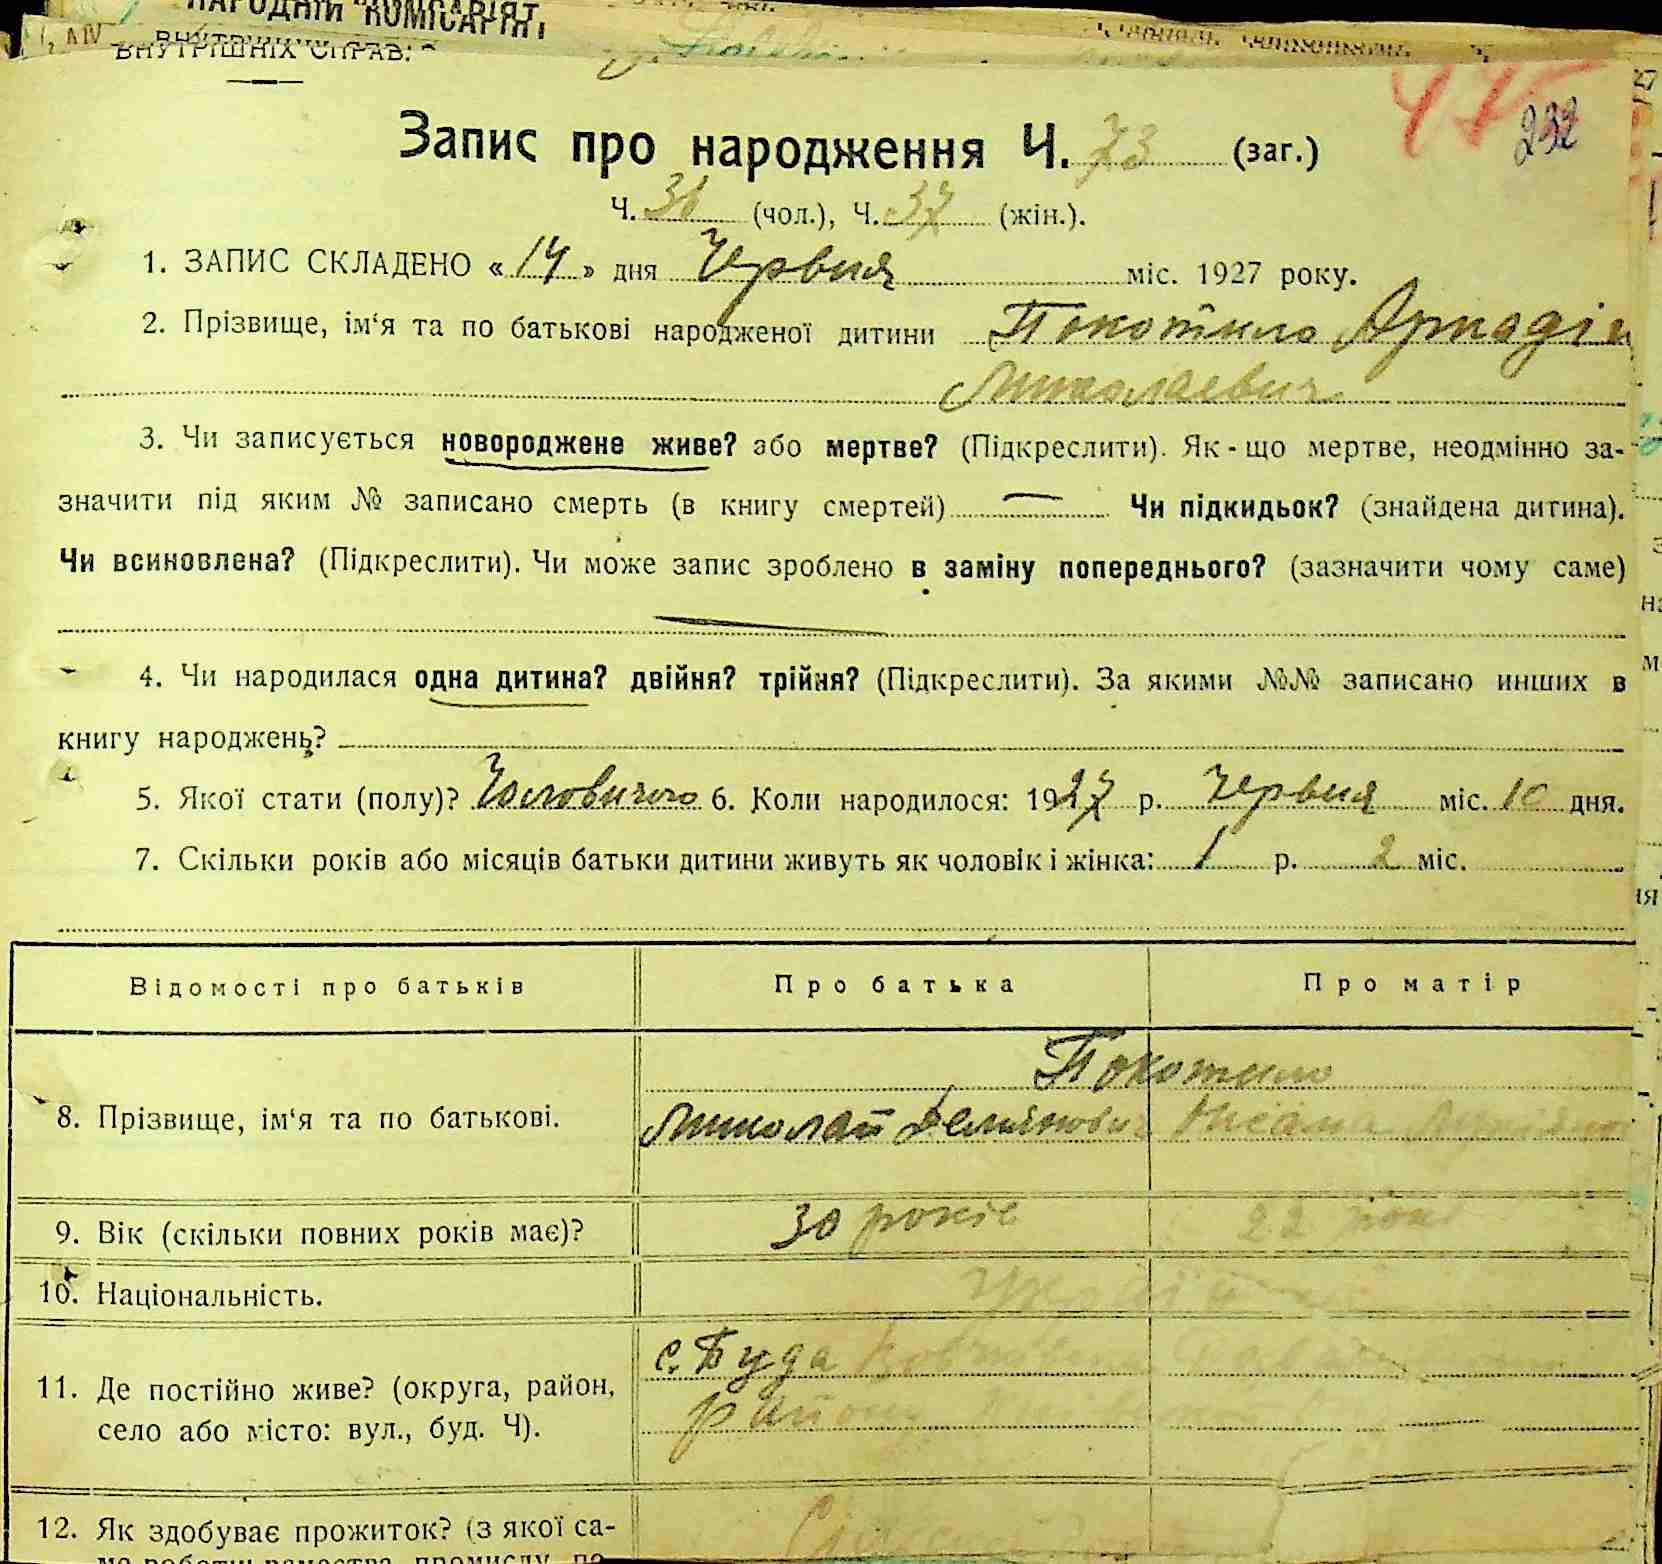 НАРОДНІЙ КОМІСАРІЯТ
ВНУТРІШНІХ СПРАВ.
232
Запис про народження Ч. 73 (заг.)
Ч. 36 (чол.), Ч. 37 (жін.).
1. ЗАПИС СКЛАДЕНО « 14 » дня Червня міс. 1927 року.
2. Прізвище, ім‘я та по батькові народженої дитини Покотило Аркадій
Миколаевич
3. Чи записується новороджене живе? або мертве? (Підкреслити). Як-що мертве, неодмінно за-
значити під яким № записано смерть (в книгу смертей) — Чи підкидьок? (знайдена дитина).
Чи всиновлена? (Підкреслити). Чи може запис зроблено в заміну попереднього? (зазначити чому саме)
4. Чи народилася одна дитина? двійня? трійня? (Підкреслити). За якими №№ записано инших в
книгу народжень?
5. Якої стати (полу)? Чоловичого 6. Коли народилося: 1927 р. Червня міс. 10 дня.
7. Скільки років або місяців батьки дитини живуть як чоловік і жінка: 1 р. 2 міс.
Відомості про батьків Про батька Про матір
Покотило
8. Прізвище, ім‘я та по батькові. Миколай Демянович
9. Вік (скільки повних років має)? 30 років 22 роки
10. Національність.
с. Буда
11. Де постійно живе? (округа, район, району
село або місто: вул., буд. Ч).
12. Як здобуває прожиток? (з якої са-